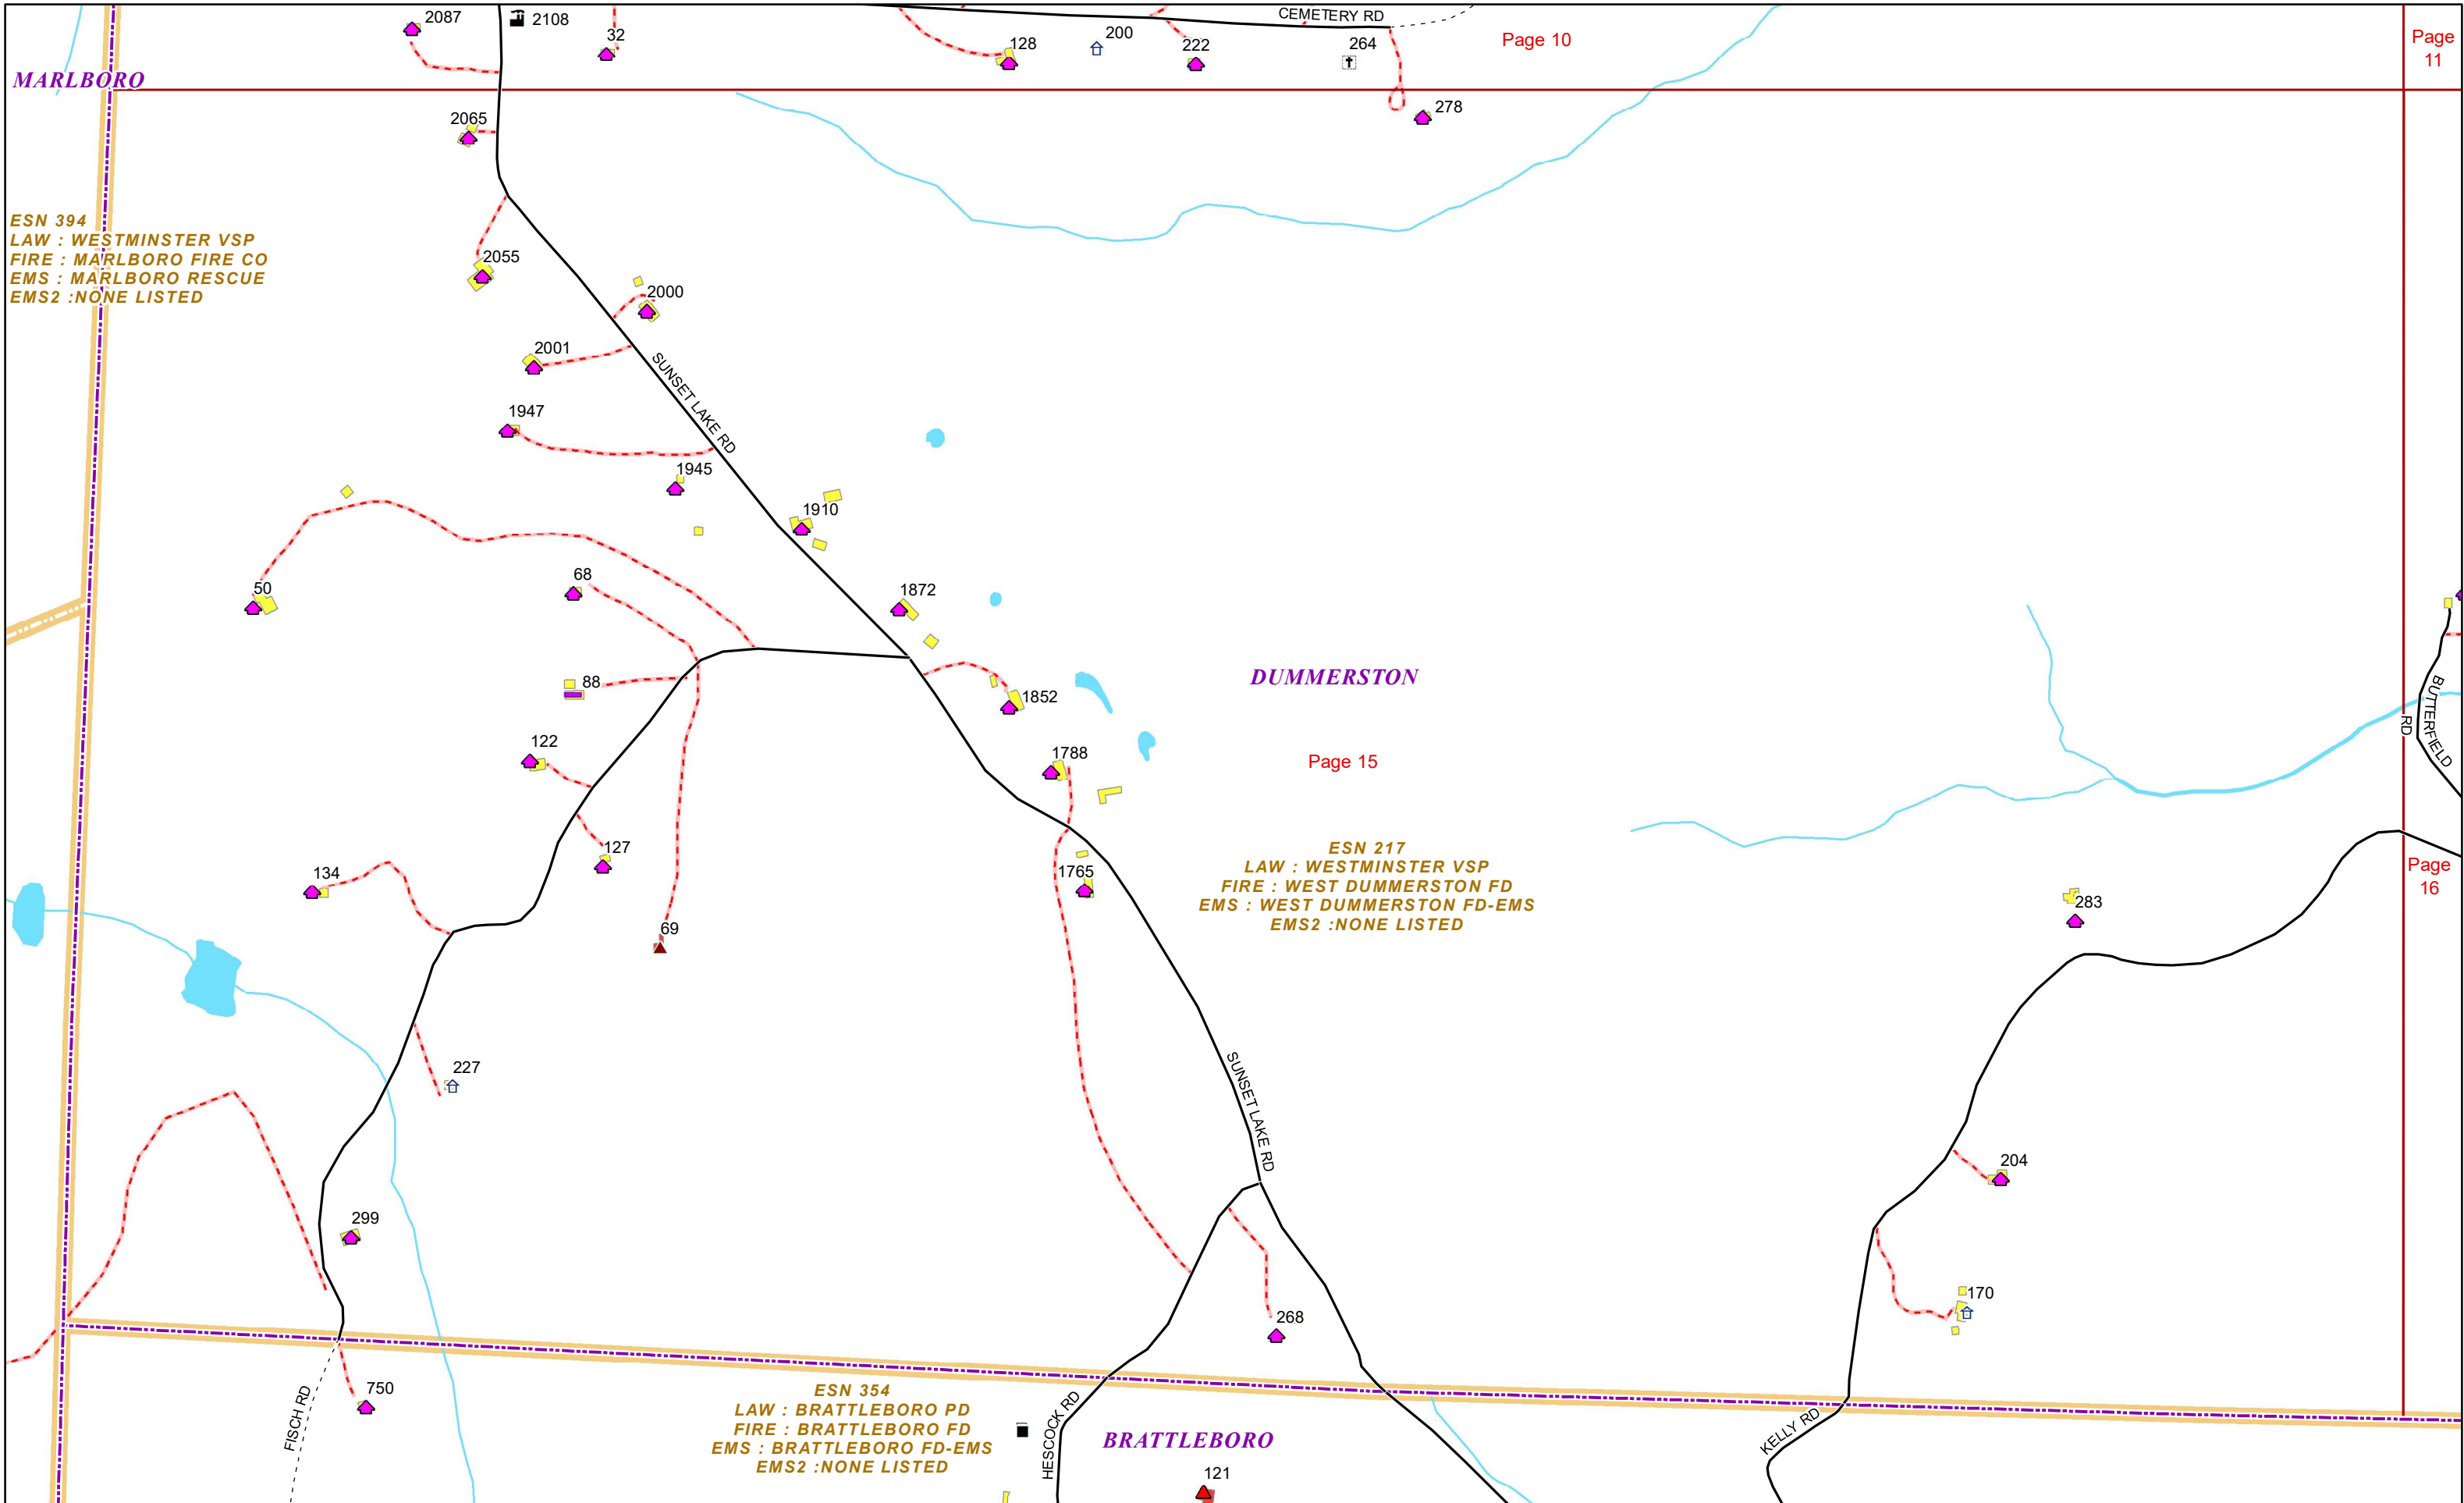 2087
2108
32
CEMETERY RD
128
200
222
264
Page 10
Page
11
MARLBORO
278
2065
ESN 394
LAW : WESTMINSTER VSP
FIRE : MARLBORO FIRE CO
EMS : MARLBORO RESCUE
EMS2 :NONE LISTED
2055
2000
2001
SUNSET LAKE RD
1947
1945
1910
50
68
1872
88
1852
DUMMERSTON
BUTTERFIELD
RD
122
1788
Page 15
127
134
1765
ESN 217
LAW : WESTMINSTER VSP
FIRE : WEST DUMMERSTON FD
EMS : WEST DUMMERSTON FD-EMS
EMS2 :NONE LISTED
Page
16
283
69
227
SUNSET LAKE RD
204
299
170
268
750
FISCH RD
ESN 354
LAW : BRATTLEBORO PD
FIRE : BRATTLEBORO FD
EMS : BRATTLEBORO FD-EMS
EMS2 :NONE LISTED
HESCOCK RD
BRATTLEBORO
KELLY RD
121